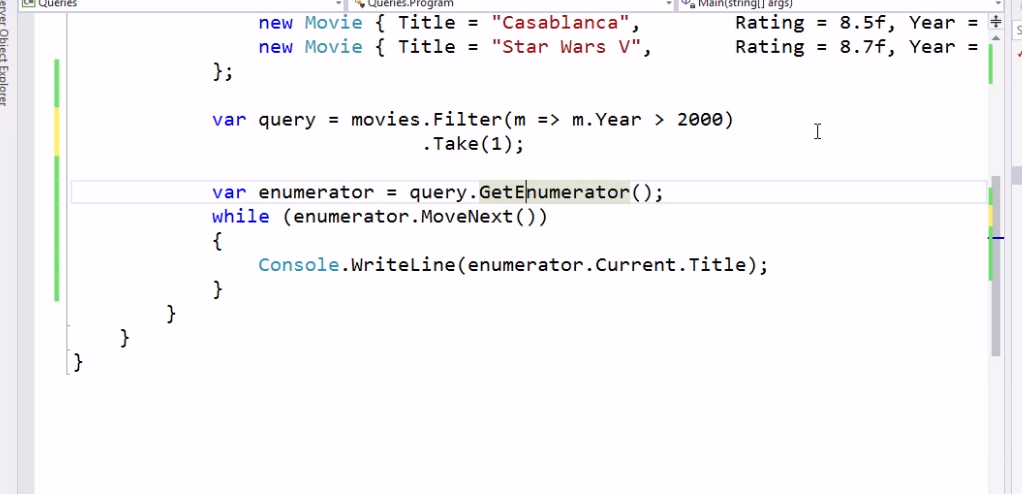 Queries Queries.Program Main(string[] args)
Server Object Explorer
new Movie { Title = "Casablanca", Rating = 8.5f, Year =
new Movie { Title = "Star Wars V", Rating = 8.7f, Year =
};
var query = movies.Filter(m => m.Year > 2000)
.Take(1);
var enumerator = query.GetEnumerator();
while (enumerator.MoveNext())
{
Console.WriteLine(enumerator.Current.Title);
}
}
}
}